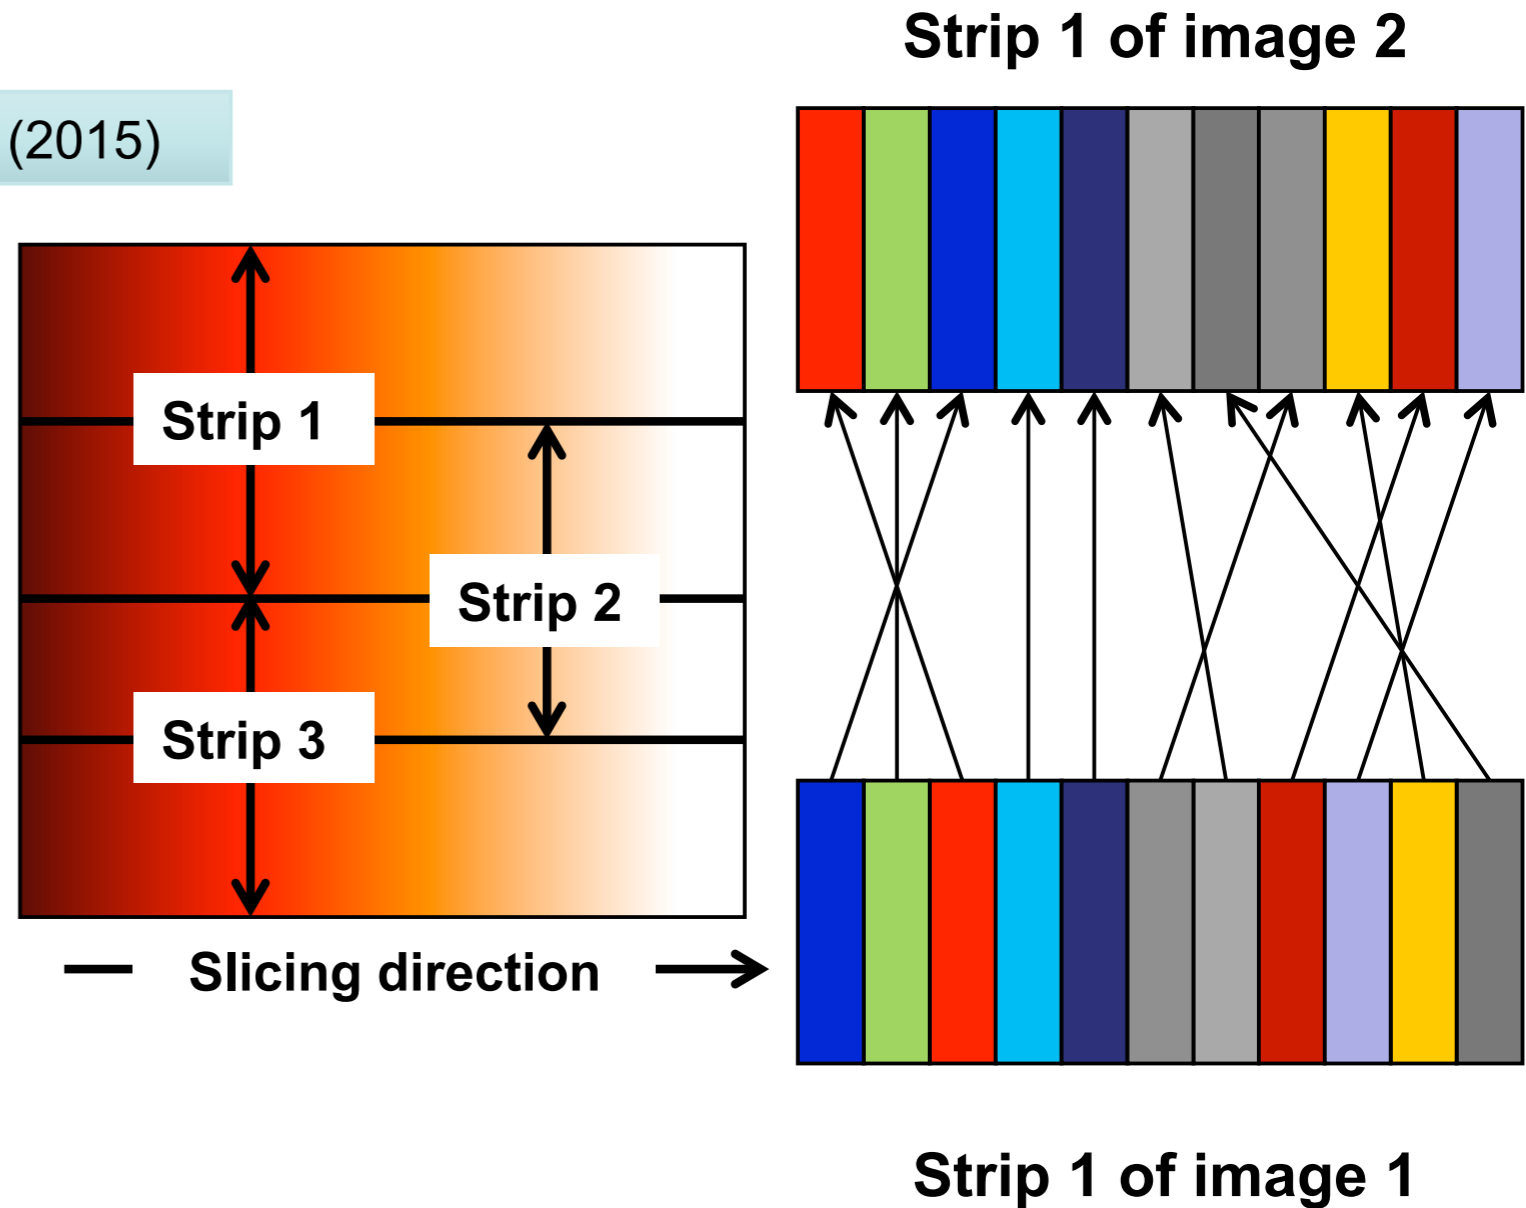 Strip 1 of image 2
(2015)
Strip 1
Strip 2
Strip 3
Slicing direction
Strip 1 of image 1